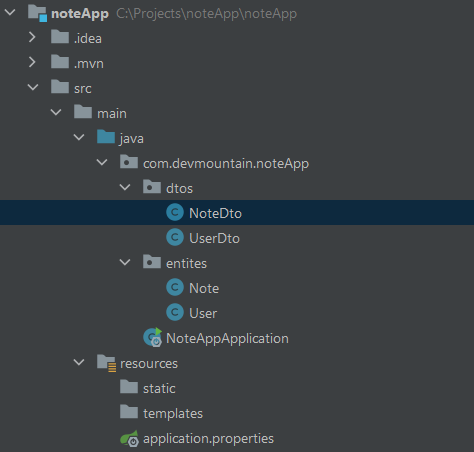 noteApp C:\Projects\noteApp\noteApp
.idea
.mvn
src
main
java
com.devmountain.noteApp
dtos
NoteDto
UserDto
entites
Note
User
NoteAppApplication
resources
static
templates
application.properties